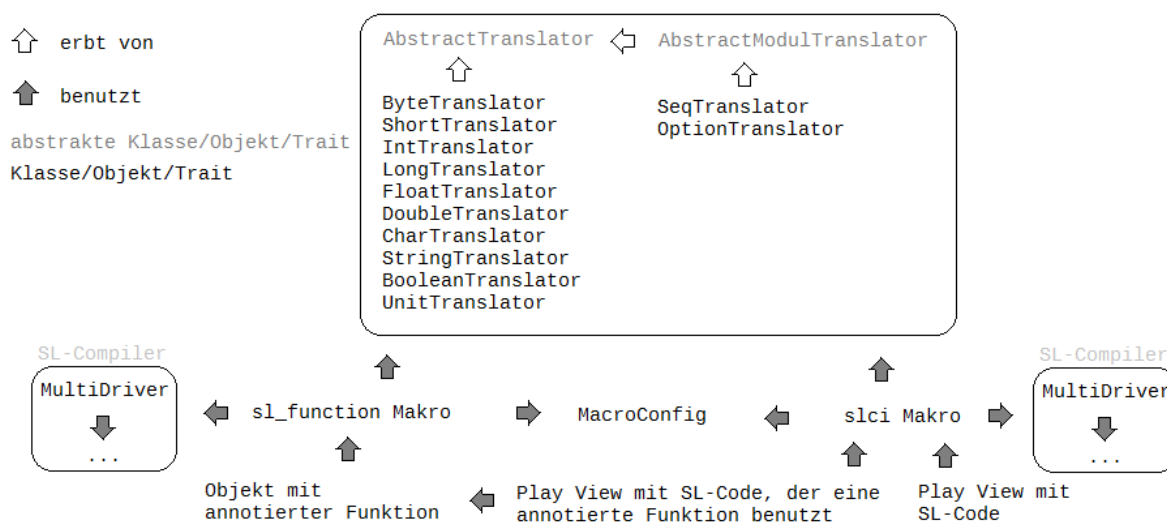 erbt von
benutzt
abstrakte Klasse/Objekt/Trait
Klasse/Objekt/Trait
AbstractTranslator
AbstractModulTranslator
ByteTranslator
ShortTranslator
IntTranslator
LongTranslator
FloatTranslator
DoubleTranslator
CharTranslator
StringTranslator
BooleanTranslator
UnitTranslator
SeqTranslator
OptionTranslator
SL-Compiler
MultiDriver
...
sl_function Makro
MacroConfig
slci Makro
SL-Compiler
MultiDriver
...
Objekt mit
annotierter Funktion
Play View mit SL-Code, der eine
annotierte Funktion benutzt
Play View mit
SL-Code